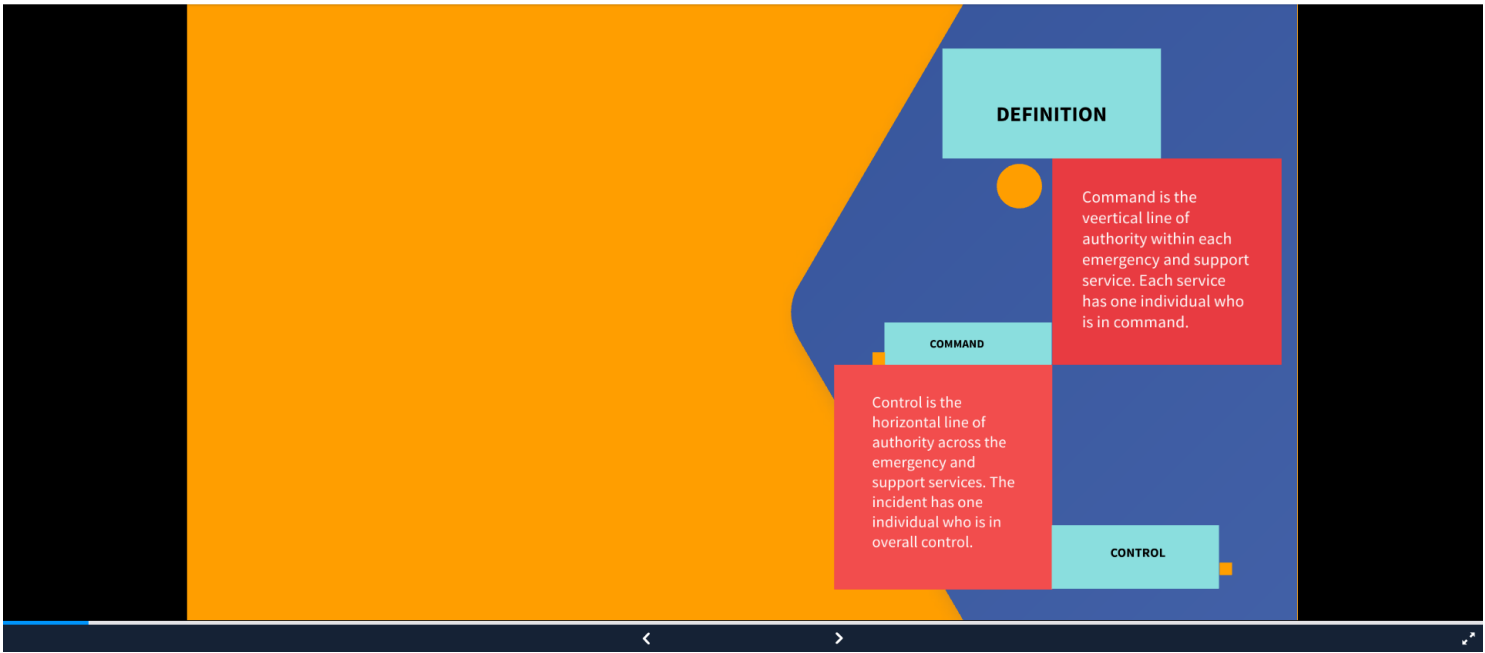 DEFINITION
Command is the
veertical line of
authority within each
emergency and support
service. Each service
has one individual who
is in command.
COMMAND
Control is the
horizontal line of
authority across the
emergency and
support services. The
incident has one
individual who is in
overall control.
CONTROL